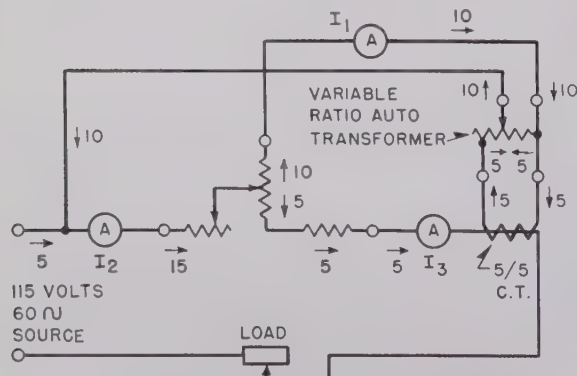 I1 10
VARIABLE
RATIO AUTO
TRANSFORMER
10 ↑ ↓ 10
↓ 10
5 5
↑ 10
↓ 5
↑ 5 ↓ 5
A
A
A
5 I2 15 5 5 I3
5/5
C.T.
115 VOLTS
60 ∿
SOURCE
LOAD